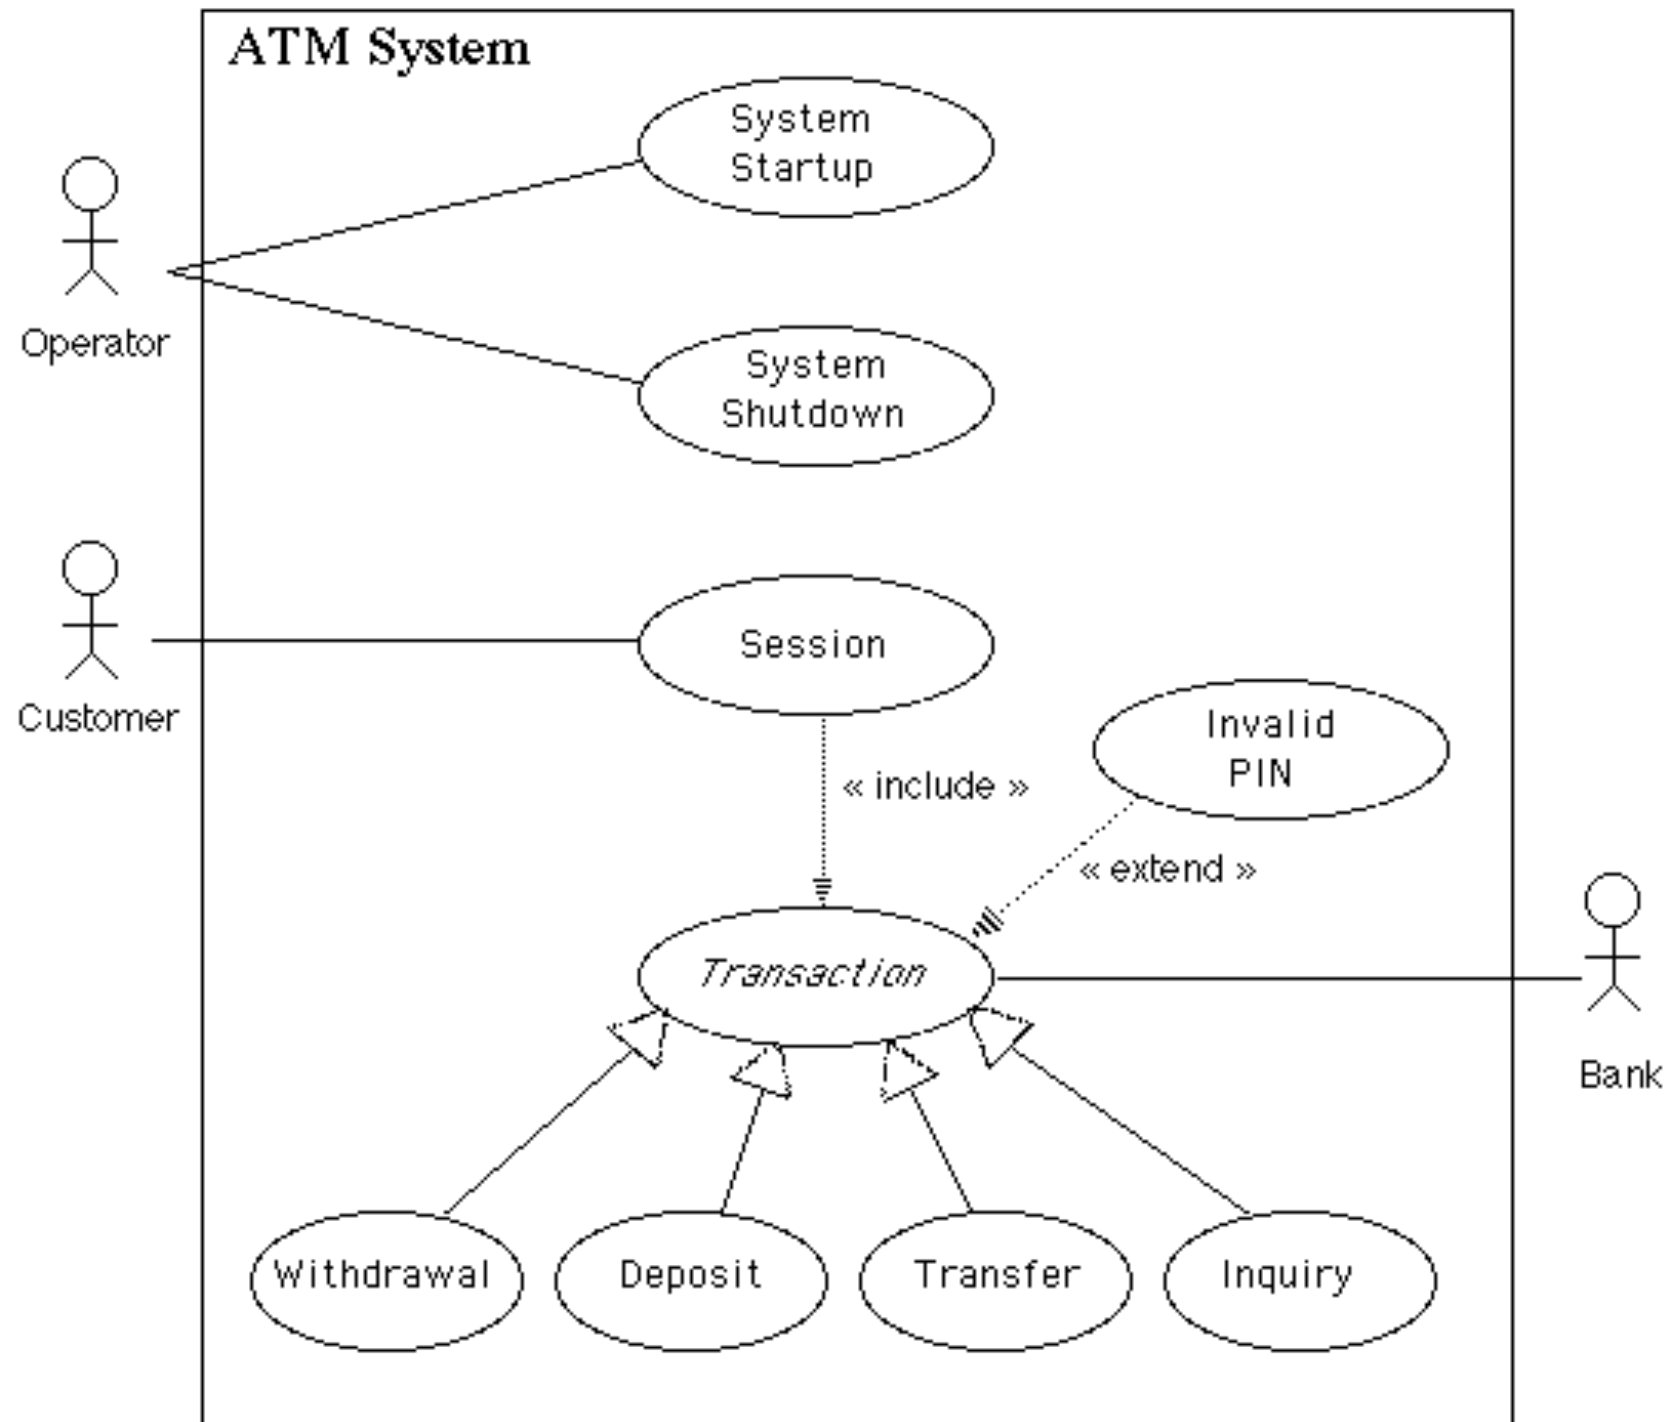 ATM System
System
Startup
Operator
System
Shutdown
Session
Customer
Invalid
PIN
« include »
« extend »
Transaction
Bank
Withdrawal
Deposit
Transfer
Inquiry